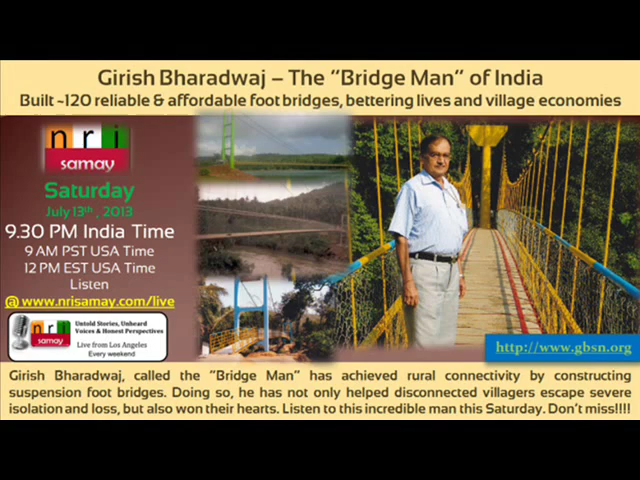 Girish Bharadwaj – The "Bridge Man" of India
Built ~120 reliable & affordable foot bridges, bettering lives and village economies
nri
samay
Saturday
July 13th , 2013
9.30 PM India Time
9 AM PST USA Time
12 PM EST USA Time
Listen
@ www.nrisamay.com/live
nri
samay
Untold Stories, Unheard
Voices & Honest Perspectives
Live from Los Angeles
Every weekend
http://www.gbsn.org
Girish Bharadwaj, called the "Bridge Man" has achieved rural connectivity by constructing
suspension foot bridges. Doing so, he has not only helped disconnected villagers escape severe
isolation and loss, but also won their hearts. Listen to this incredible man this Saturday. Don't miss!!!!